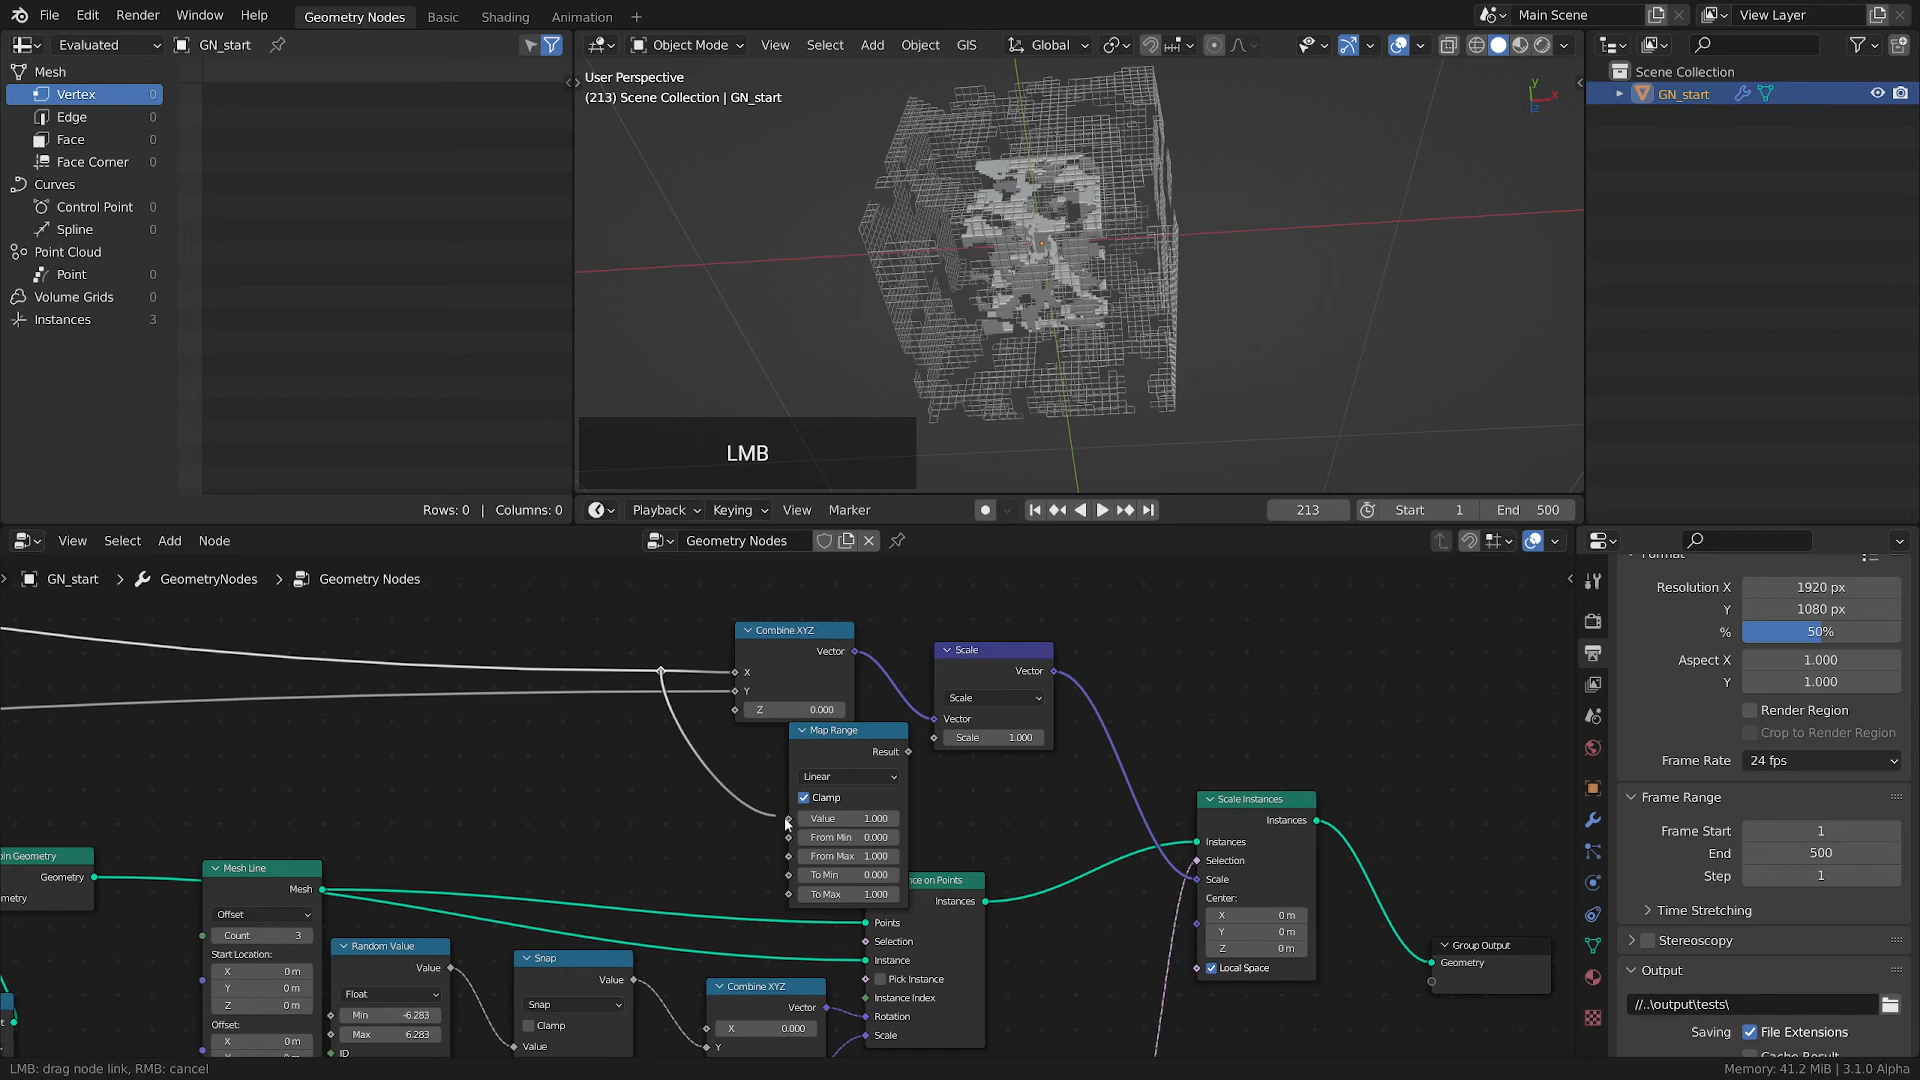 File Edit Render Window Help Geometry Nodes Basic Shading Animation Main Scene View Layer
Evaluated GN_start
Object Mode View Select Add Object GIS Global
Mesh
Vertex 0
Edge 0
Face 0
Face Corner 0
Curves
Control Point 0
Spline 0
Point Cloud
Point 0
Volume Grids 0
Instances 3
Rows: 0 | Columns: 0
User Perspective
(213) Scene Collection | GN_start
Y
X
Z
LMB
Scene Collection
GN_start
Playback Keying View Marker 213 Start 1 End 500
View Select Add Node Geometry Nodes
GN_start GeometryNodes Geometry Nodes
Combine XYZ
Vector
X
Y
Z 0.000
Scale
Vector
Scale
Vector
Scale 1.000
Map Range
Result
Linear
Clamp
Value 1.000
From Min 0.000
From Max 1.000
To Min 0.000
To Max 1.000
Scale Instances
Instances
Instances
Selection
Scale
Center:
X 0 m
Y 0 m
Z 0 m
Local Space
Group Output
Geometry
oin Geometry
Geometry
metry
Mesh Line
Mesh
Offset
Count 3
Start Location:
X 0 m
Y 0 m
Z 0 m
Offset:
X 0 m
Y 0 m
Random Value
Value
Float
Min -6.283
Max 6.283
ID
Snap
Value
Snap
Clamp
Value
Combine XYZ
Vector
X 0.000
Y
nce on Points
Instances
Points
Selection
Instance
Pick Instance
Instance Index
Rotation
Scale
t
Format
Resolution X 1920 px
Y 1080 px
% 50%
Aspect X 1.000
Y 1.000
Render Region
Crop to Render Region
Frame Rate 24 fps
Frame Range
Frame Start 1
End 500
Step 1
Time Stretching
Stereoscopy
Output
//..\output\tests\
Saving File Extensions
Cache Result
LMB: drag node link, RMB: cancel
Memory: 41.2 MiB | 3.1.0 Alpha